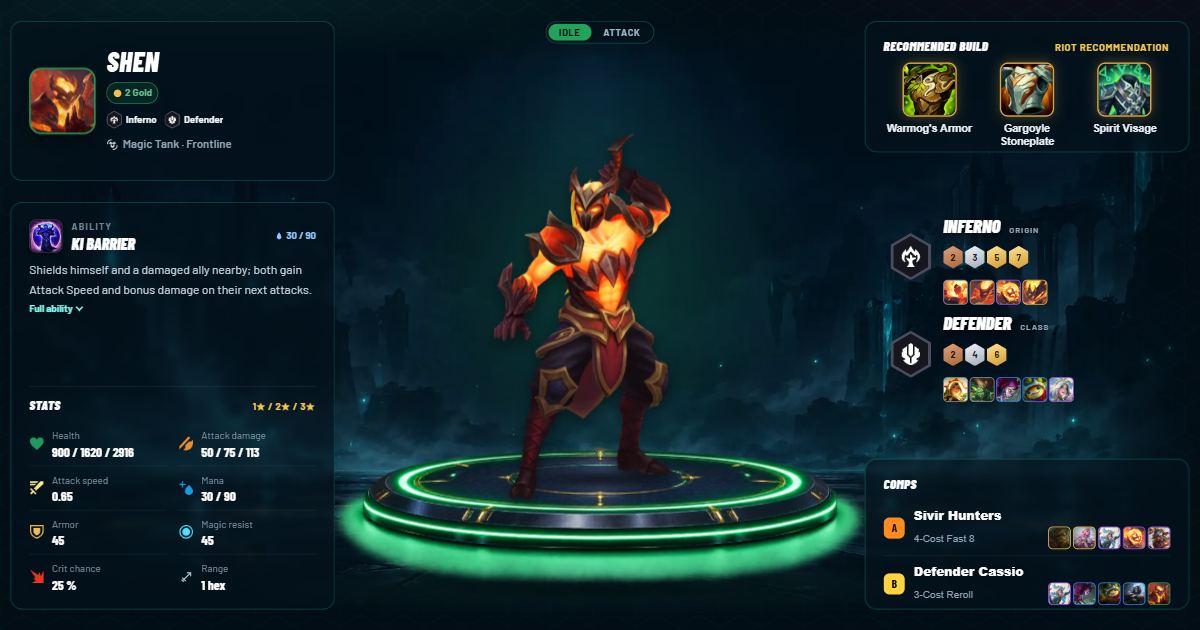 SHEN
2 Gold
Inferno Defender
Magic Tank · Frontline
ABILITY
KI BARRIER
30 / 90
Shields himself and a damaged ally nearby; both gain
Attack Speed and bonus damage on their next attacks.
Full ability
STATS
1★ / 2★ / 3★
Health
900 / 1620 / 2916
Attack damage
50 / 75 / 113
Attack speed
0.65
Mana
30 / 90
Armor
45
Magic resist
45
Crit chance
25 %
Range
1 hex
IDLE ATTACK
RECOMMENDED BUILD
RIOT RECOMMENDATION
Warmog's Armor
Gargoyle
Stoneplate
Spirit Visage
INFERNO ORIGIN
2 3 5 7
DEFENDER CLASS
2 4 6
COMPS
A
Sivir Hunters
4-Cost Fast 8
B
Defender Cassio
3-Cost Reroll